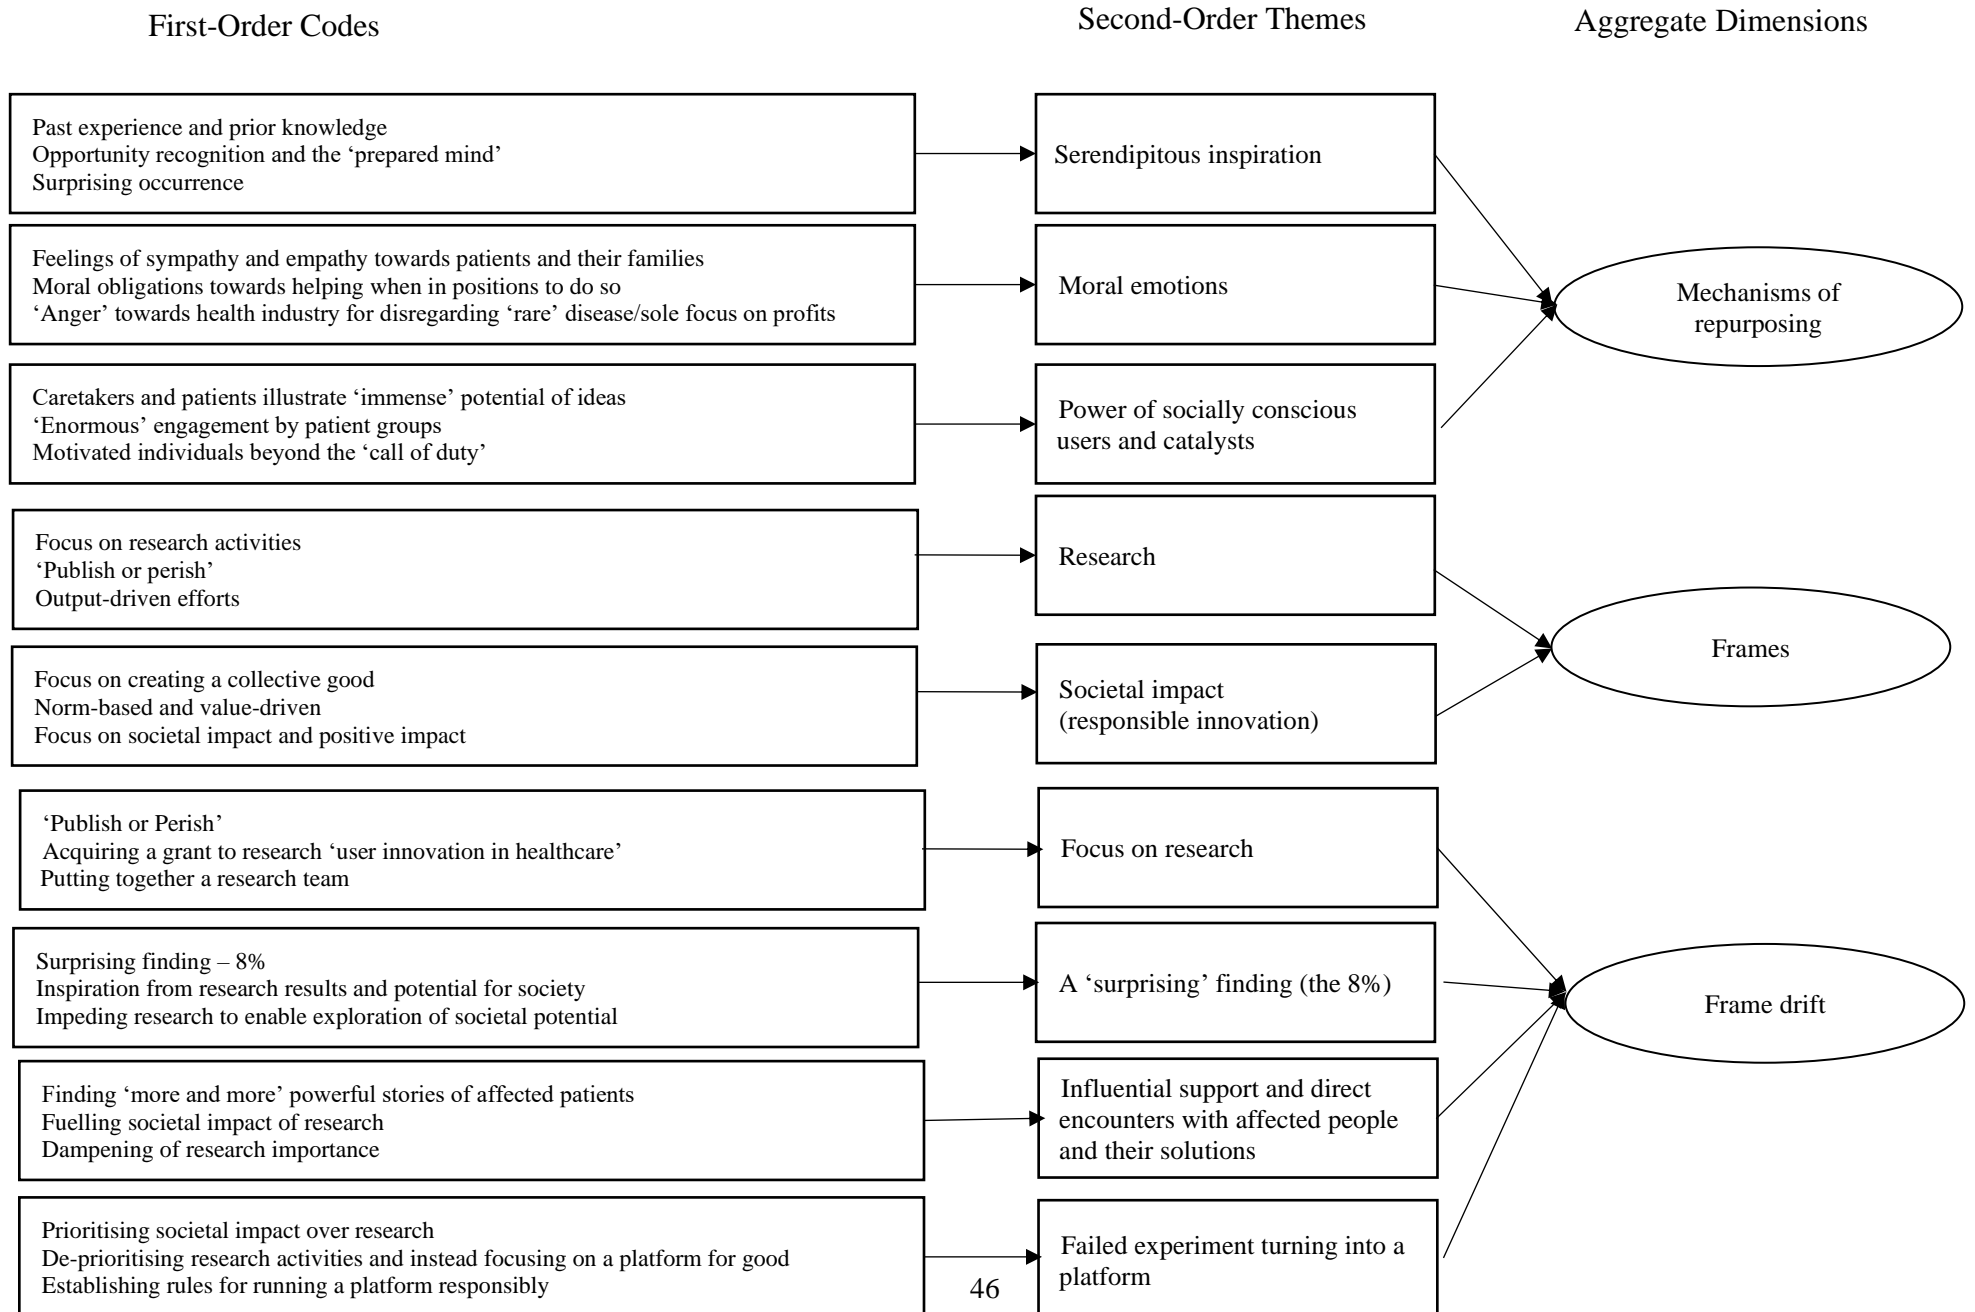 First-Order Codes
Second-Order Themes
Aggregate Dimensions
Past experience and prior knowledge
Opportunity recognition and the ‘prepared mind’
Surprising occurrence
Serendipitous inspiration
Feelings of sympathy and empathy towards patients and their families
Moral obligations towards helping when in positions to do so
‘Anger’ towards health industry for disregarding ‘rare’ disease/sole focus on profits
Moral emotions
Mechanisms of
repurposing
Caretakers and patients illustrate ‘immense’ potential of ideas
‘Enormous’ engagement by patient groups
Motivated individuals beyond the ‘call of duty’
Power of socially conscious
users and catalysts
Focus on research activities
‘Publish or perish’
Output-driven efforts
Research
Frames
Focus on creating a collective good
Norm-based and value-driven
Focus on societal impact and positive impact
Societal impact
(responsible innovation)
‘Publish or Perish’
Acquiring a grant to research ‘user innovation in healthcare’
Putting together a research team
Focus on research
Surprising finding – 8%
Inspiration from research results and potential for society
Impeding research to enable exploration of societal potential
A ‘surprising’ finding (the 8%)
Frame drift
Finding ‘more and more’ powerful stories of affected patients
Fuelling societal impact of research
Dampening of research importance
Influential support and direct
encounters with affected people
and their solutions
Prioritising societal impact over research
De-prioritising research activities and instead focusing on a platform for good
Establishing rules for running a platform responsibly
Failed experiment turning into a
platform
46